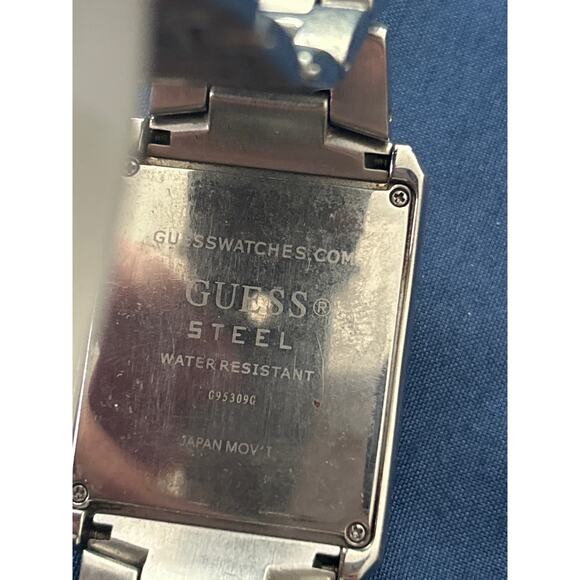 GUESSWATCHES.COM
GUESS®
STEEL
WATER RESISTANT
G95309G
JAPAN MOV'T